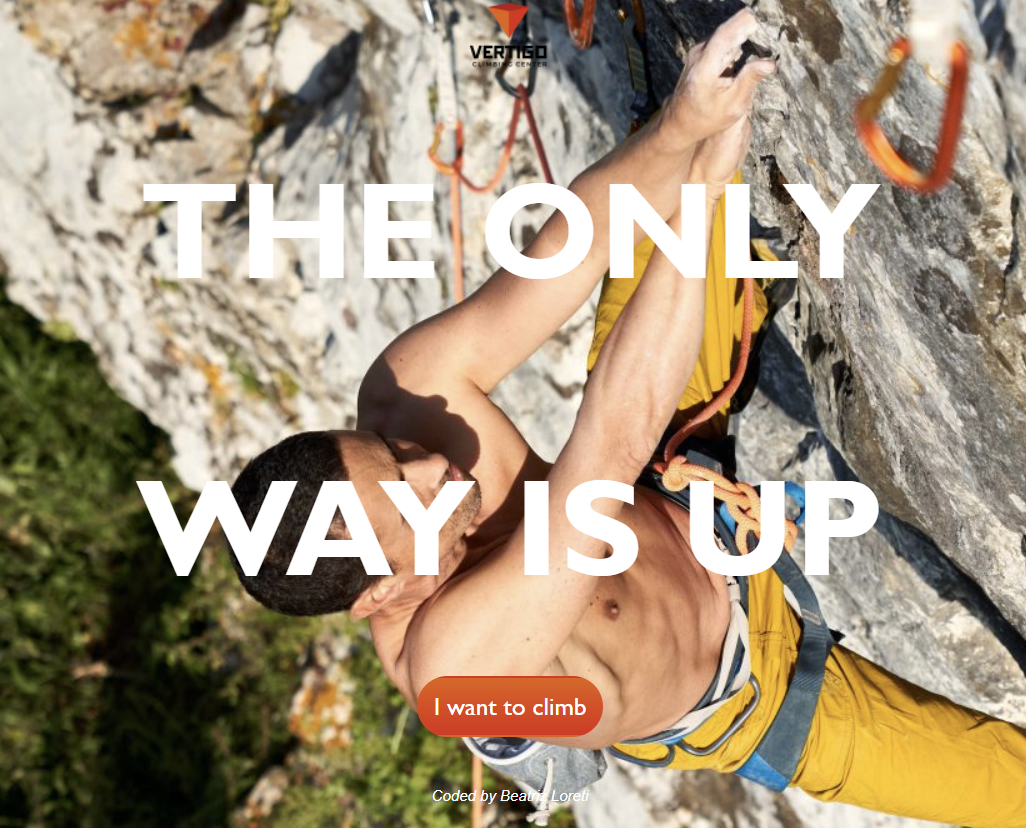 VERTIGO
CLIMBING CENTER
THE ONLY
WAY IS UP
I want to climb
Coded by Beatriz Loreti